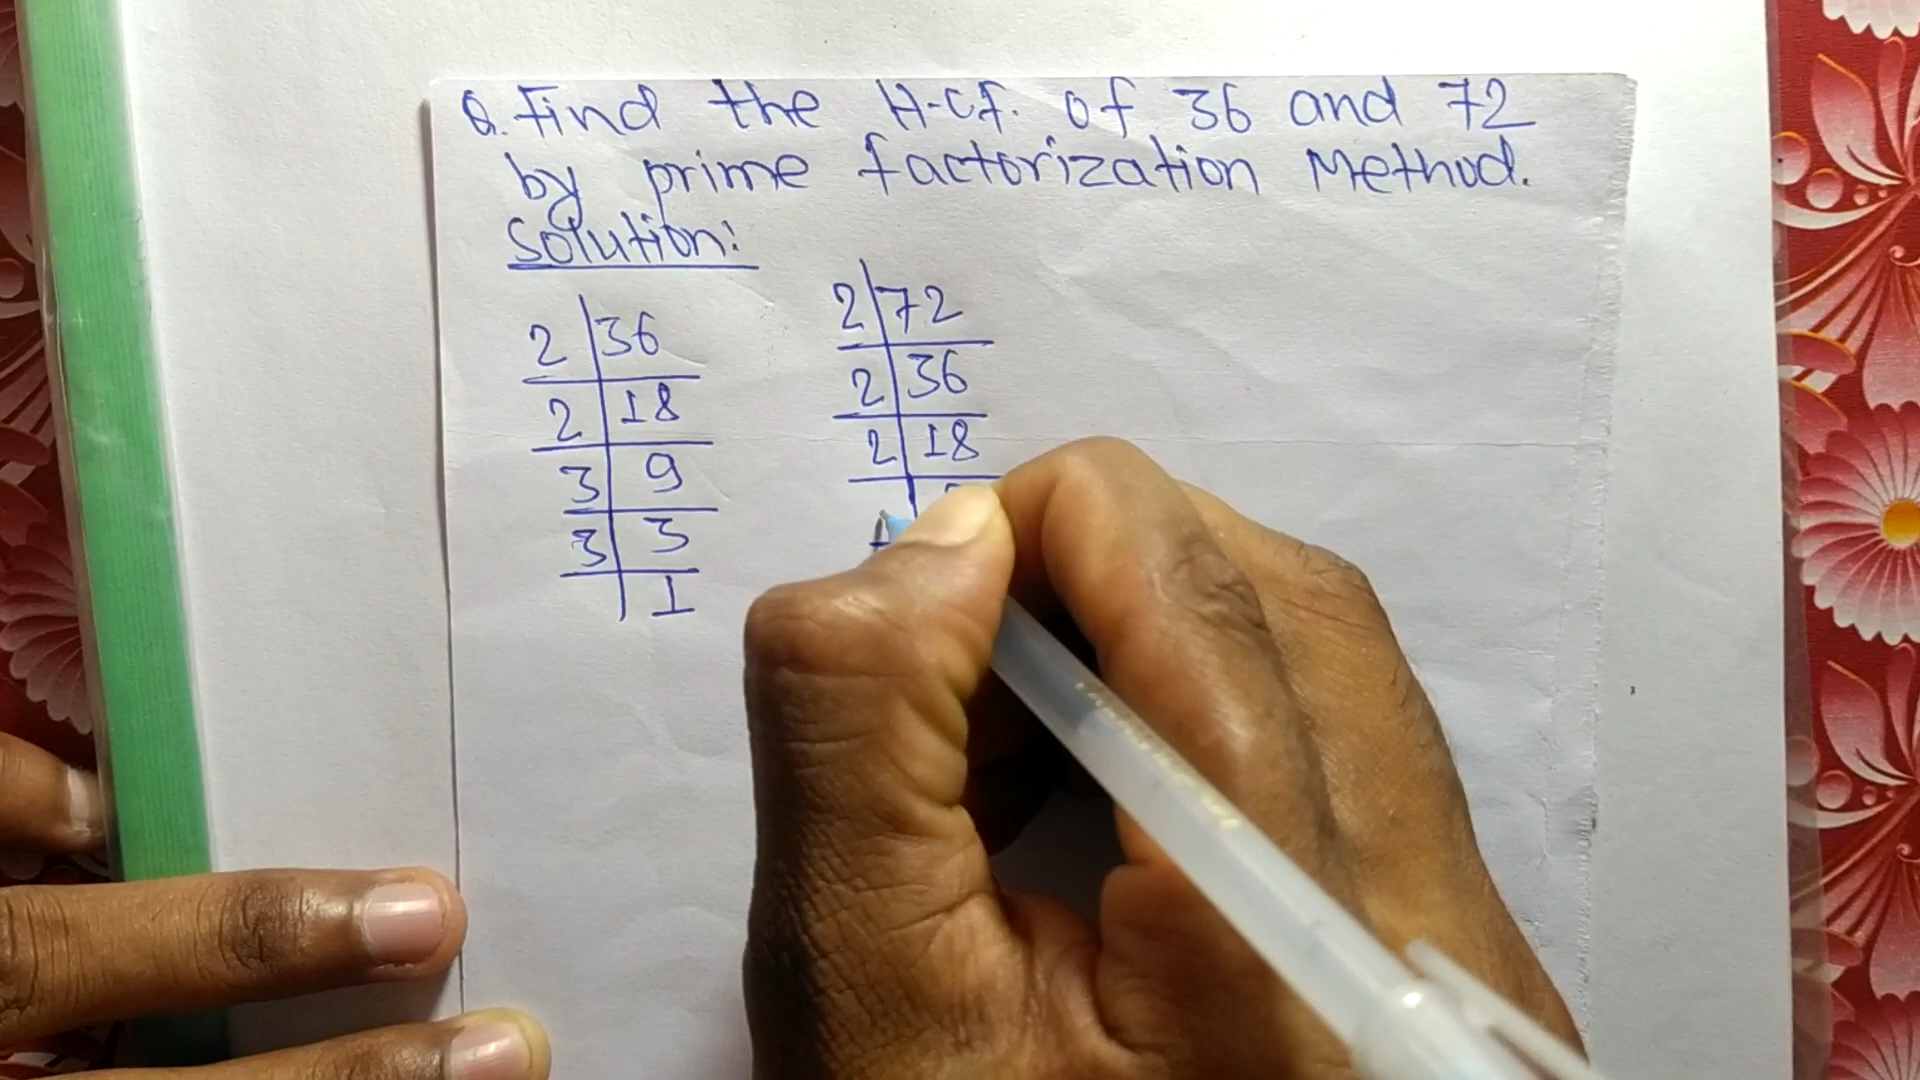 Q. Find the H.C.F. of 36 and 72
by prime factorization Method.
Solution:
2 36
2 18
3 9
3 3
1
2 72
2 36
2 18